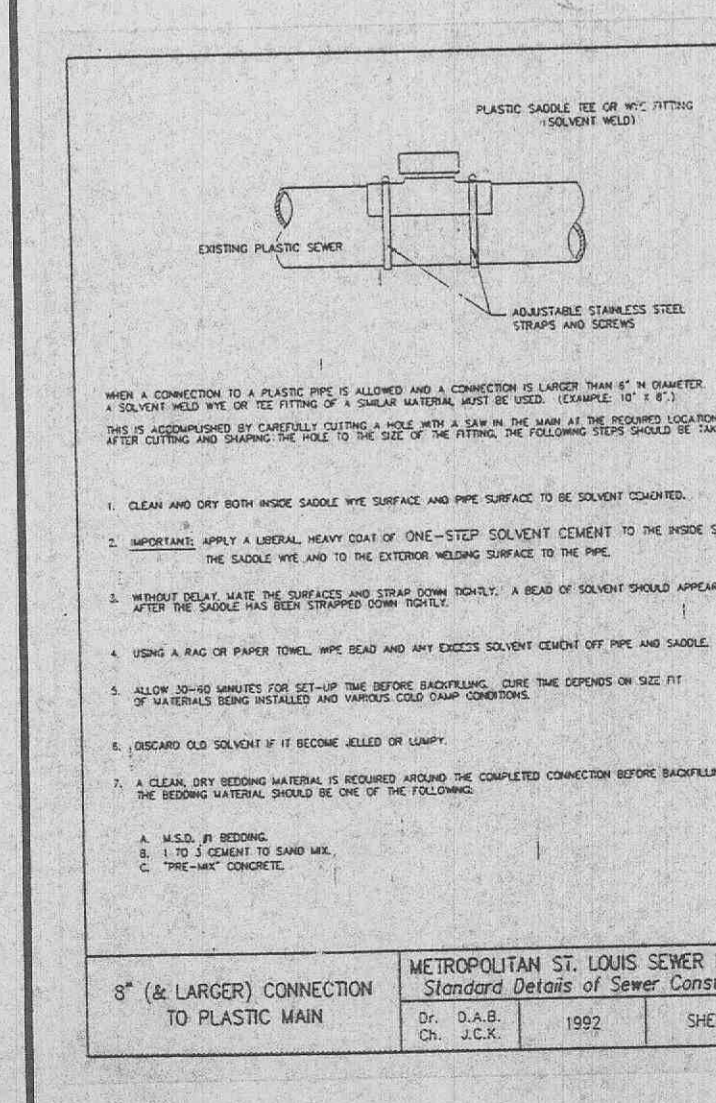 PLASTIC SADDLE TEE OR WYE FITTING
(SOLVENT WELD)
EXISTING PLASTIC SEWER
ADJUSTABLE STAINLESS STEEL
STRAPS AND SCREWS
WHEN A CONNECTION TO A PLASTIC PIPE IS ALLOWED AND A CONNECTION IS LARGER THAN 6" IN DIAMETER.
A SOLVENT WELD WYE OR TEE FITTING OF A SIMILAR MATERIAL MUST BE USED. (EXAMPLE: 10" X 8".)
THIS IS ACCOMPLISHED BY CAREFULLY CUTTING A HOLE WITH A SAW IN THE MAIN AT THE REQUIRED LOCATION
AFTER CUTTING AND SHAPING THE HOLE TO THE SIZE OF THE FITTING, THE FOLLOWING STEPS SHOULD BE TAK
1. CLEAN AND DRY BOTH INSIDE SADDLE WYE SURFACE AND PIPE SURFACE TO BE SOLVENT CEMENTED.
2. IMPORTANT: APPLY A LIBERAL, HEAVY COAT OF ONE-STEP SOLVENT CEMENT TO THE INSIDE S
THE SADDLE WYE AND TO THE EXTERIOR WELDING SURFACE TO THE PIPE.
3. WITHOUT DELAY, MATE THE SURFACES AND STRAP DOWN TIGHTLY. A BEAD OF SOLVENT SHOULD APPEAR
AFTER THE SADDLE HAS BEEN STRAPPED DOWN TIGHTLY.
4. USING A RAG OR PAPER TOWEL, WIPE BEAD AND ANY EXCESS SOLVENT CEMENT OFF PIPE AND SADDLE.
5. ALLOW 30-60 MINUTES FOR SET-UP TIME BEFORE BACKFILLING. CURE TIME DEPENDS ON SIZE FIT
OF MATERIALS BEING INSTALLED AND VARIOUS COLD DAMP CONDITIONS.
6. DISCARD OLD SOLVENT IF IT BECOME JELLED OR LUMPY.
7. A CLEAN, DRY BEDDING MATERIAL IS REQUIRED AROUND THE COMPLETED CONNECTION BEFORE BACKFILLIN
THE BEDDING MATERIAL SHOULD BE ONE OF THE FOLLOWING:
A. M.S.D. #1 BEDDING.
B. 1 TO 3 CEMENT TO SAND MIX.
C. "PRE-MIX" CONCRETE.
8" (& LARGER) CONNECTION
TO PLASTIC MAIN
METROPOLITAN ST. LOUIS SEWER
Standard Details of Sewer Const
Dr. D.A.B.
Ch. J.C.K.
1992
SHE